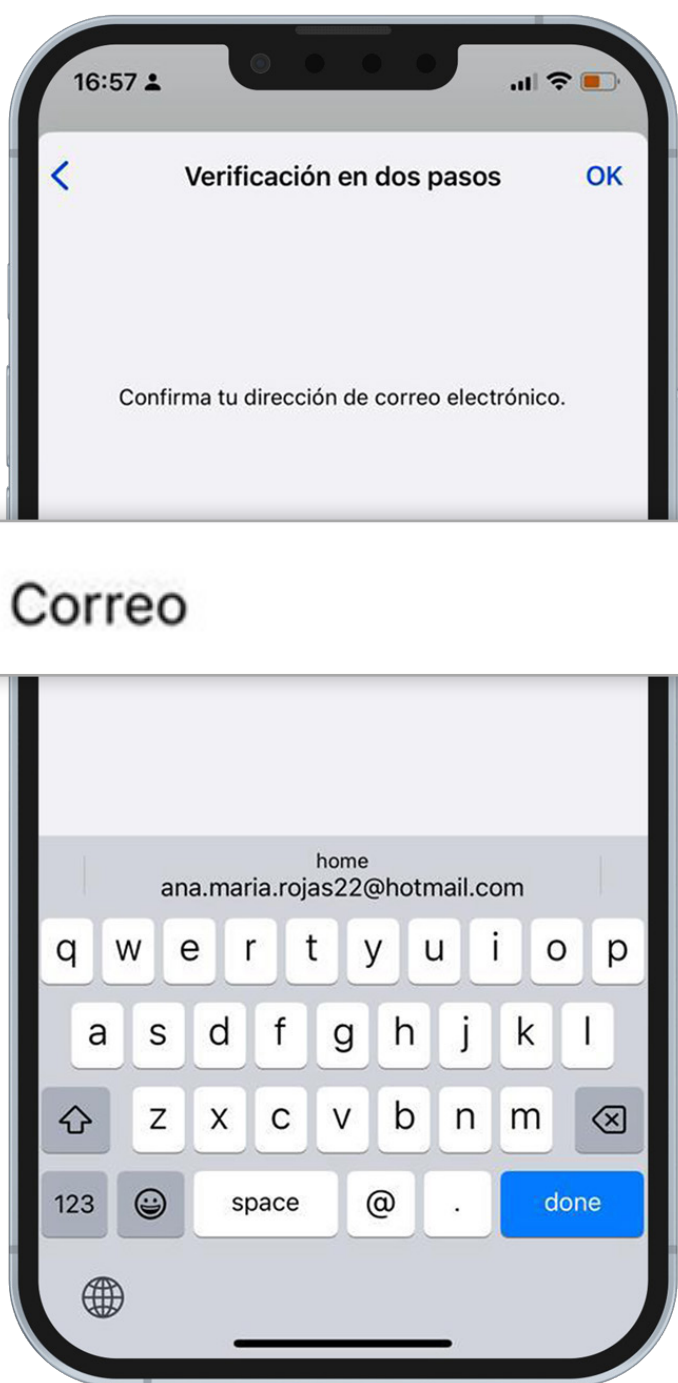 16:57
Verificación en dos pasos
OK
Confirma tu dirección de correo electrónico.
Correo
home
ana.maria.rojas22@hotmail.com
q w e r t y u i o p
a s d f g h j k l
z x c v b n m
123 space @ . done